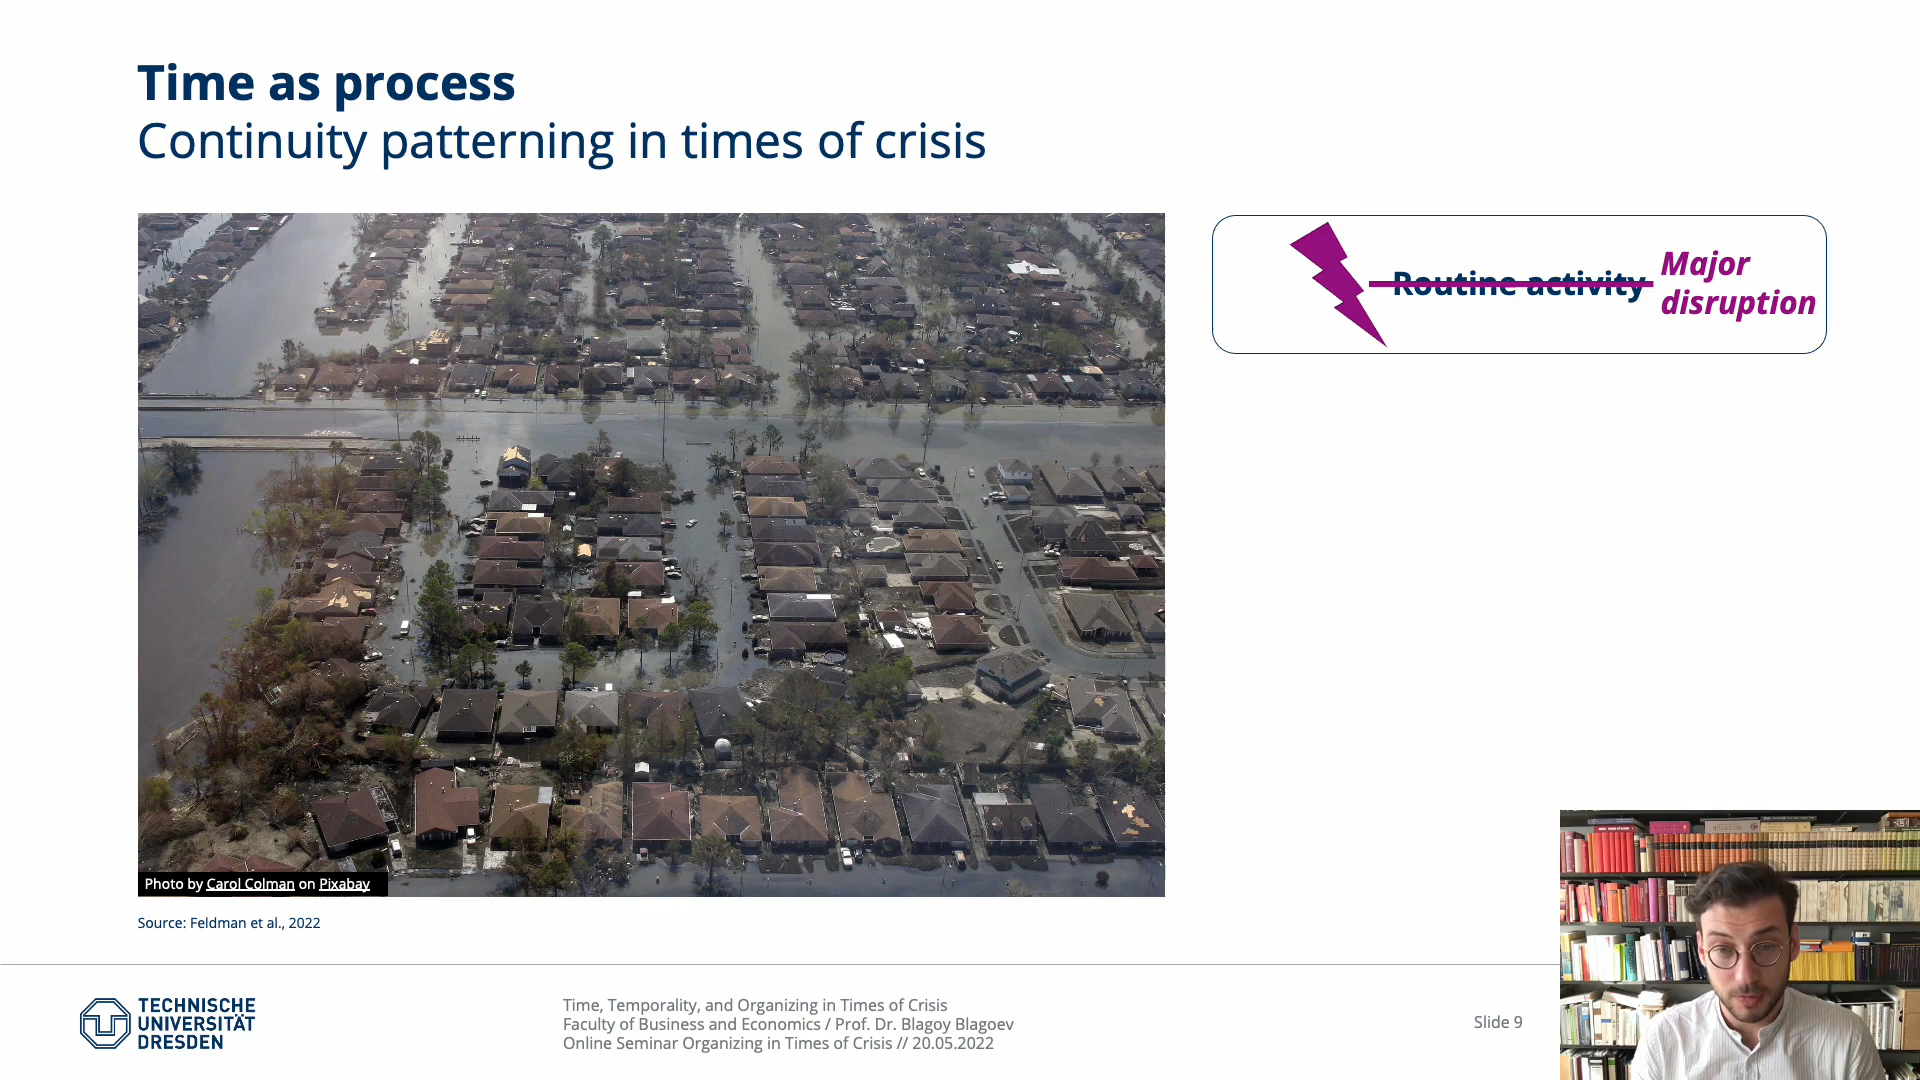 Time as process
Continuity patterning in times of crisis
Routine activity
Major
disruption
Photo by Carol Colman on Pixabay
Source: Feldman et al., 2022
TECHNISCHE
UNIVERSITÄT
DRESDEN
Time, Temporality, and Organizing in Times of Crisis
Faculty of Business and Economics / Prof. Dr. Blagoy Blagoev
Online Seminar Organizing in Times of Crisis // 20.05.2022
Slide 9